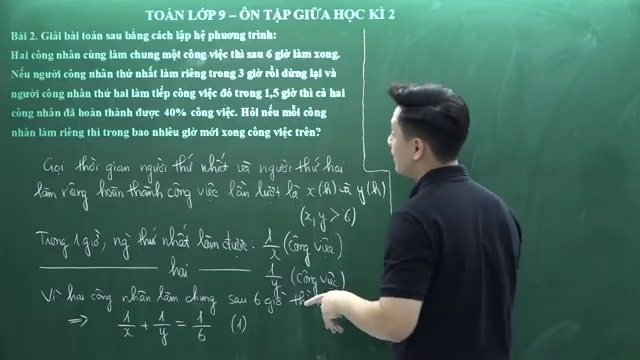 TOÁN LỚP 9 – ÔN TẬP GIỮA HỌC KÌ 2
Bài 2. Giải bài toán sau bằng cách lập hệ phương trình:
Hai công nhân cùng làm chung một công việc thì sau 6 giờ làm xong.
Nếu người công nhân thứ nhất làm riêng trong 3 giờ rồi dừng lại và
người công nhân thứ hai làm tiếp công việc đó trong 1,5 giờ thì cả hai
công nhân đã hoàn thành được 40% công việc. Hỏi nếu mỗi công
nhân làm riêng thì trong bao nhiêu giờ mới xong công việc trên?
Gọi thời gian người thứ nhất và người thứ hai
làm riêng hoàn thành công việc lần lượt là x(h) và y(h)
(x, y > 6)
Trong 1 giờ, ng thứ nhất làm được: 1/x (công việc)
hai 1/y (công việc)
Vì hai công nhân làm chung sau 6 giờ
=> 1/x + 1/y = 1/6 (1)